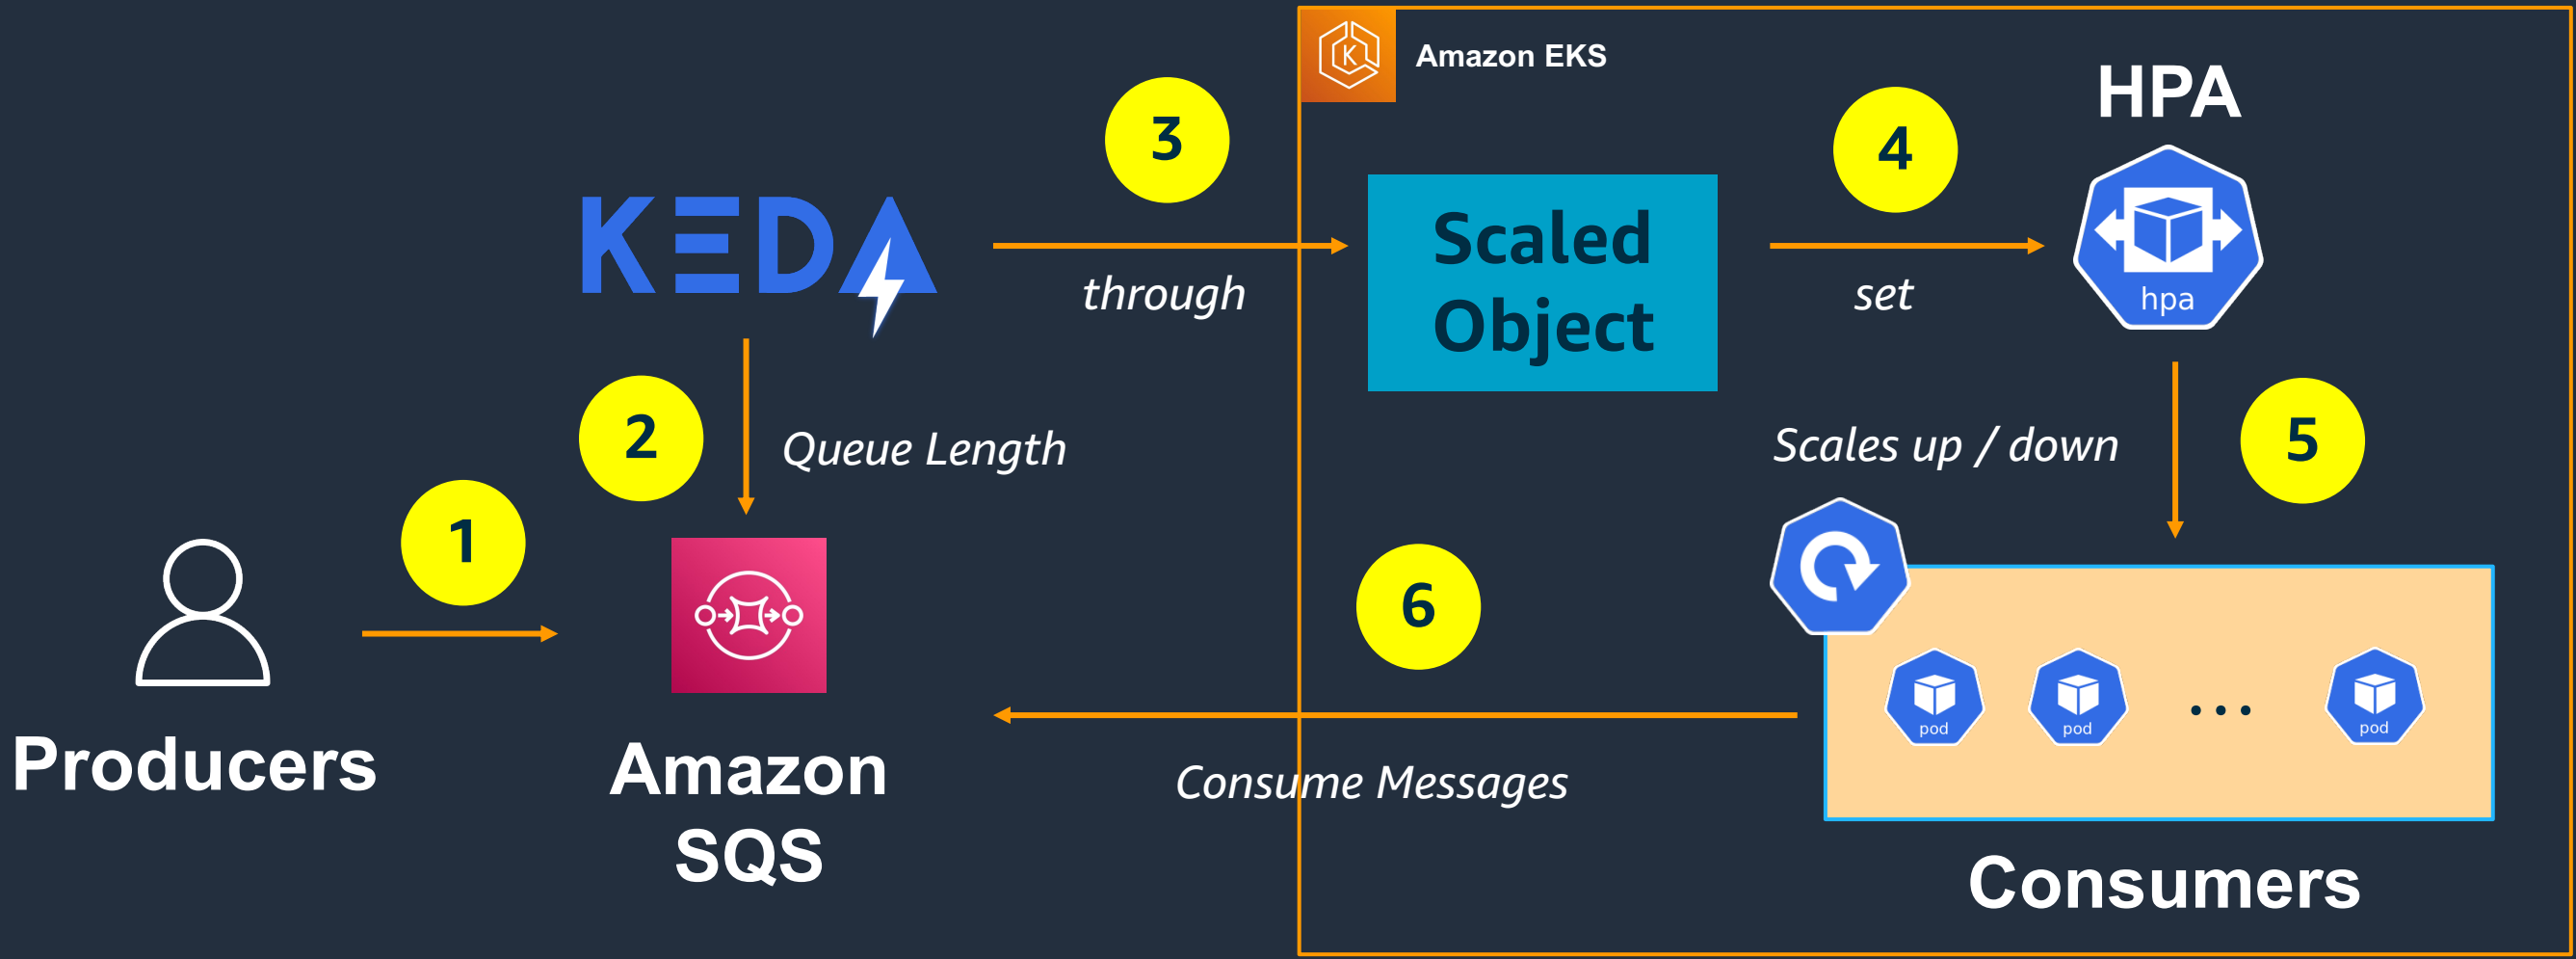 Amazon EKS
HPA
3
4
KEDA
Scaled
Object
through
set
hpa
2
Queue Length
Scales up / down
5
1
6
pod
pod
...
pod
Producers
Amazon
SQS
Consume Messages
Consumers